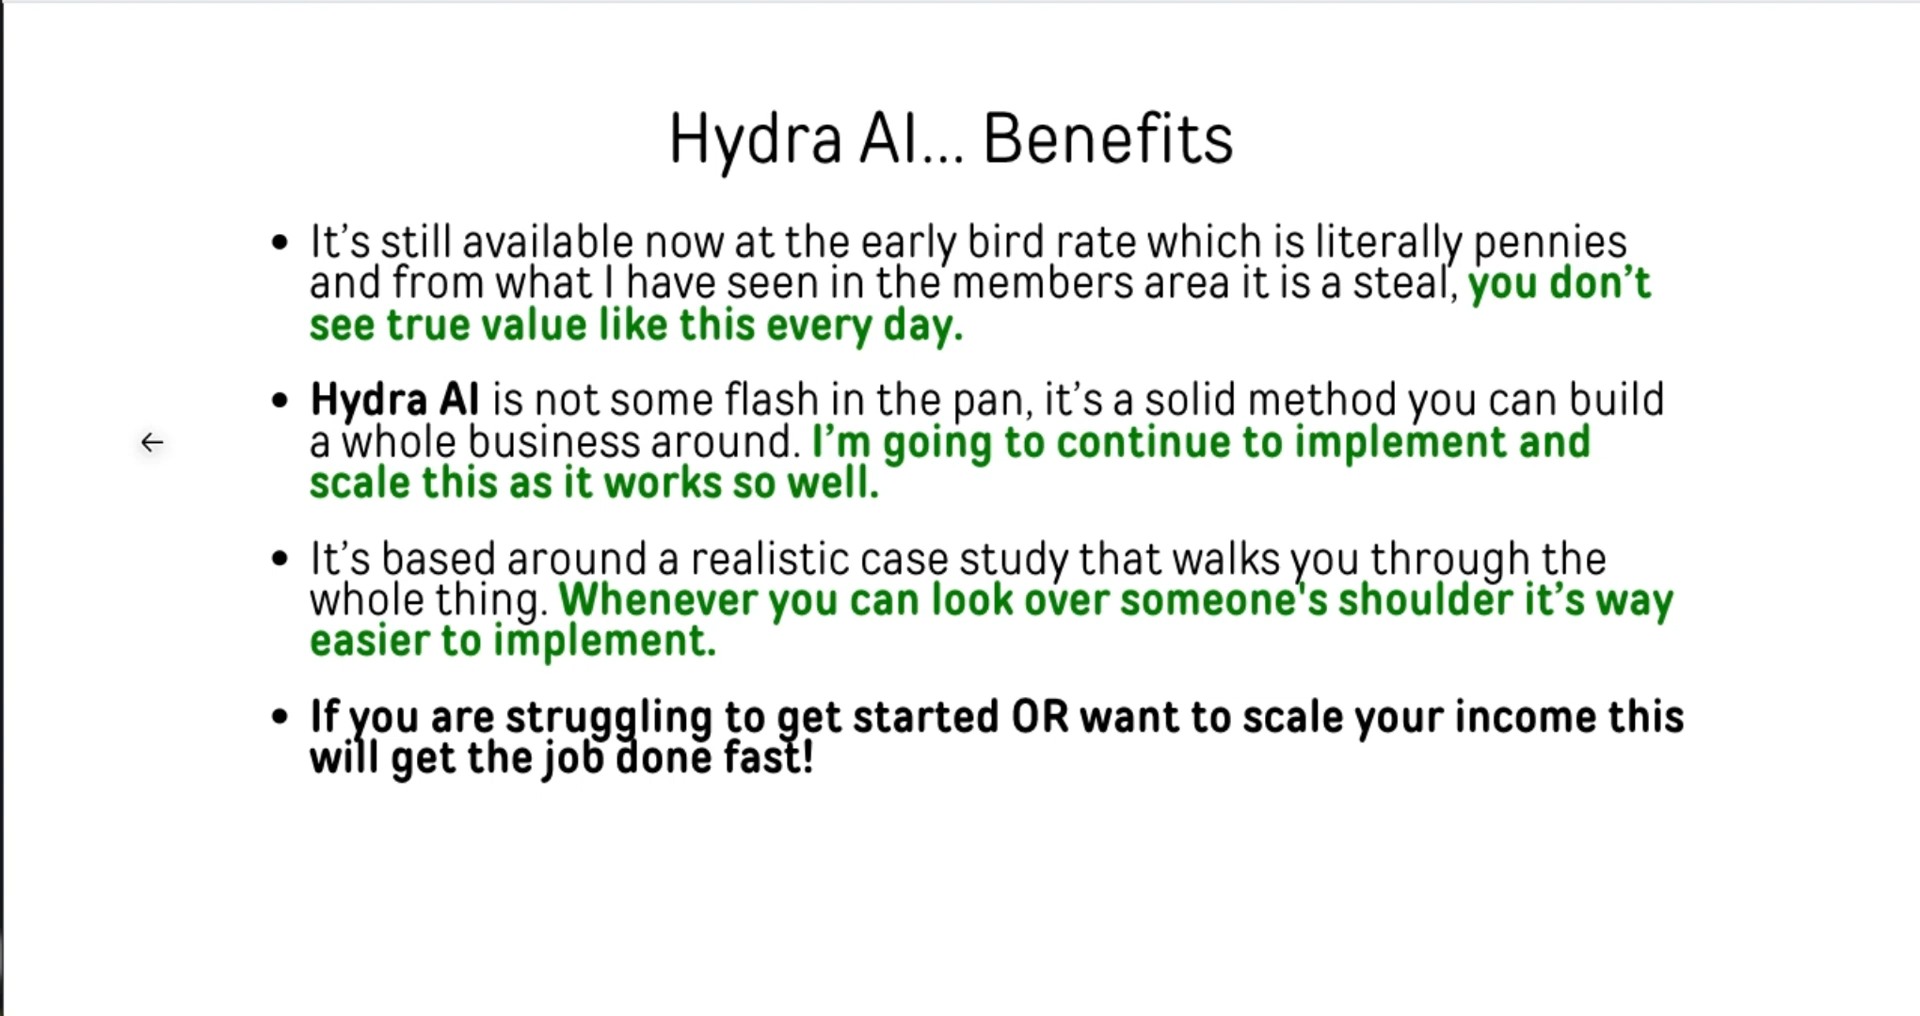 Hydra AI... Benefits
• It’s still available now at the early bird rate which is literally pennies
and from what I have seen in the members area it is a steal, you don’t
see true value like this every day.
• Hydra AI is not some flash in the pan, it’s a solid method you can build
a whole business around. I’m going to continue to implement and
scale this as it works so well.
• It’s based around a realistic case study that walks you through the
whole thing. Whenever you can look over someone's shoulder it’s way
easier to implement.
• If you are struggling to get started OR want to scale your income this
will get the job done fast!